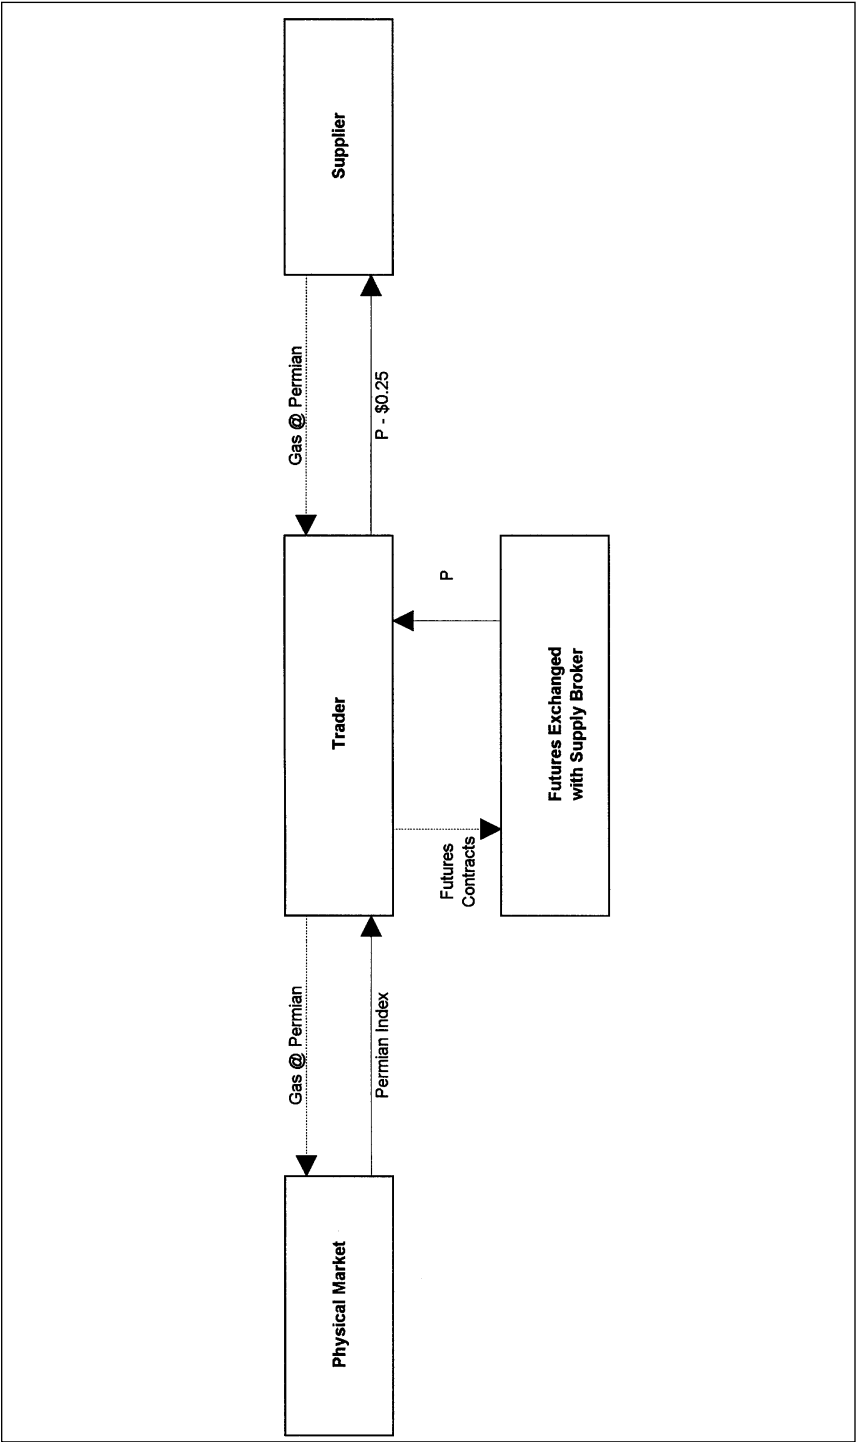 Gas @ Permian
Gas @ Permian
Physical Market
Trader
Supplier
Permian Index
P - $0.25
Futures
Contracts
P
Futures Exchanged
with Supply Broker